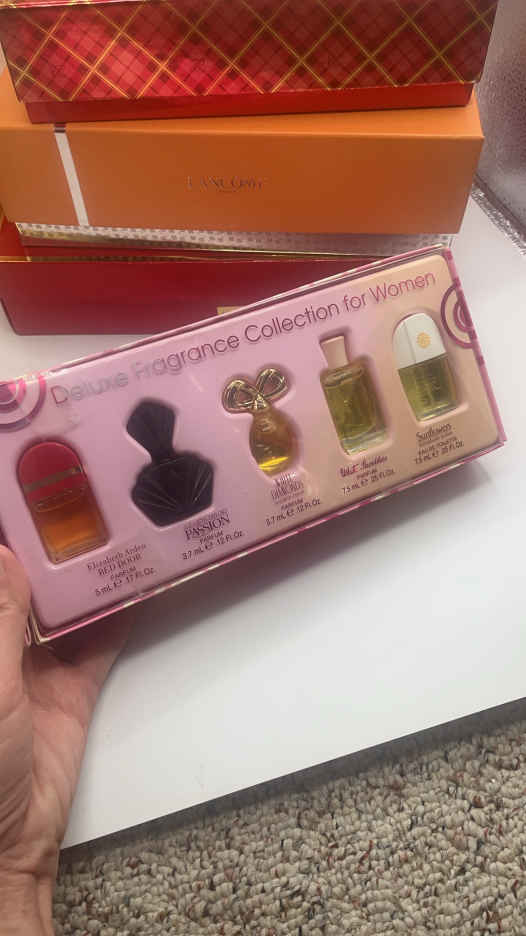 LANCÔME
Deluxe Fragrance Collection for Women
Elizabeth Arden
RED DOOR
PARFUM
5 mL ℮ .17 Fl.Oz.
PASSION
PARFUM
3.7 mL ℮ .12 Fl.Oz.
WHITE
DIAMONDS
PARFUM
3.7 mL ℮ .12 Fl.Oz.
PARFUM
7.5 mL ℮ .25 Fl.Oz.
Sunflowers
EAU DE TOILETTE
7.5 mL ℮ .25 Fl.Oz.